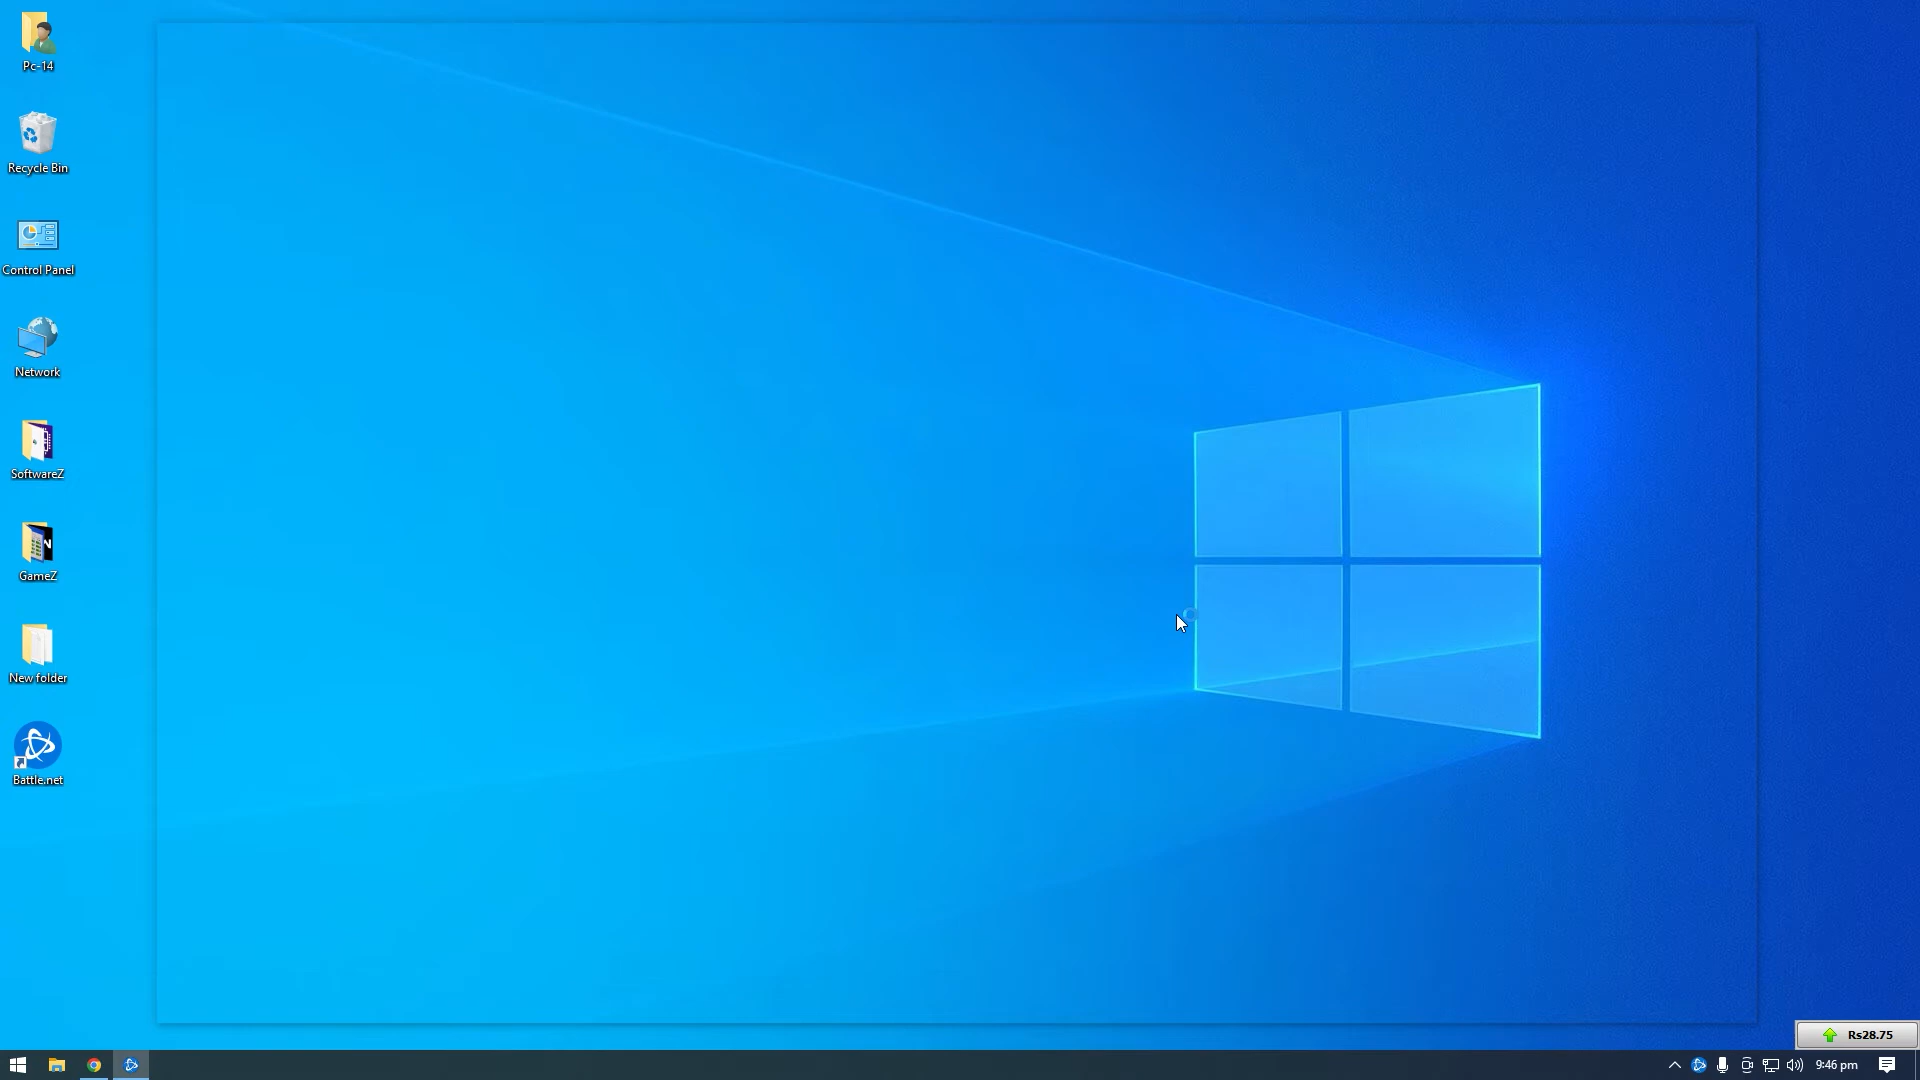 Pc-14
Recycle Bin
Control Panel
Network
SoftwareZ
GameZ
New folder
Battle.net
Rs28.75
9:46 pm